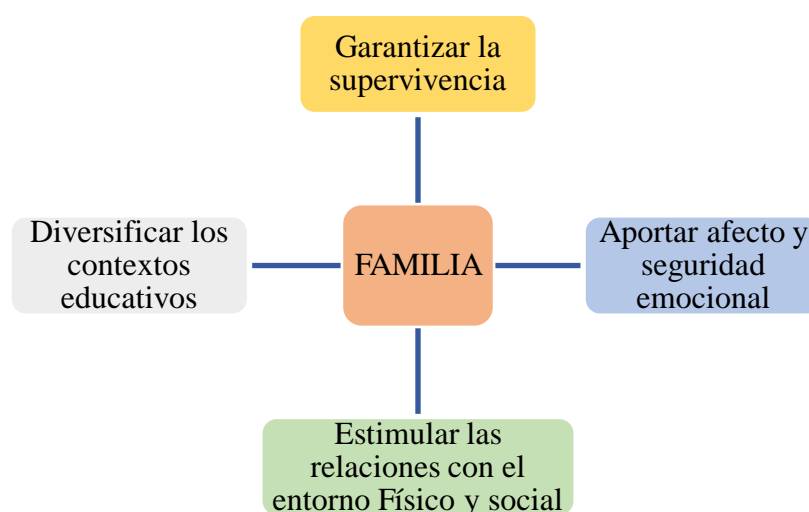 Garantizar la
supervivencia
Diversificar los
contextos
educativos
FAMILIA
Aportar afecto y
seguridad
emocional
Estimular las
relaciones con el
entorno Físico y social